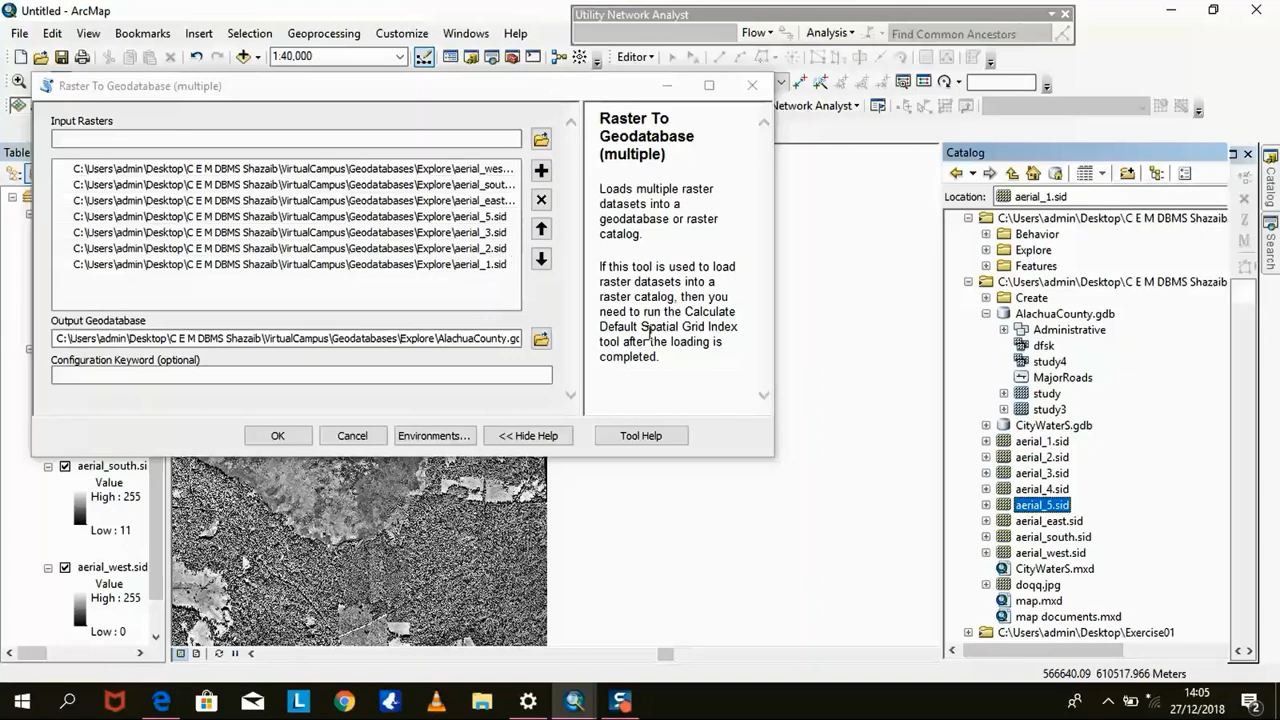 Untitled - ArcMap
Utility Network Analyst
File Edit View Bookmarks Insert Selection Geoprocessing Customize Windows Help
Flow Analysis Find Common Ancestors
1:40,000
Editor
Raster To Geodatabase (multiple)
Network Analyst
Input Rasters
C:\Users\admin\Desktop\C E M DBMS Shazaib\VirtualCampus\Geodatabases\Explore\aerial_wes...
C:\Users\admin\Desktop\C E M DBMS Shazaib\VirtualCampus\Geodatabases\Explore\aerial_sout...
C:\Users\admin\Desktop\C E M DBMS Shazaib\VirtualCampus\Geodatabases\Explore\aerial_east...
C:\Users\admin\Desktop\C E M DBMS Shazaib\VirtualCampus\Geodatabases\Explore\aerial_5.sid
C:\Users\admin\Desktop\C E M DBMS Shazaib\VirtualCampus\Geodatabases\Explore\aerial_3.sid
C:\Users\admin\Desktop\C E M DBMS Shazaib\VirtualCampus\Geodatabases\Explore\aerial_2.sid
C:\Users\admin\Desktop\C E M DBMS Shazaib\VirtualCampus\Geodatabases\Explore\aerial_1.sid
Output Geodatabase
C:\Users\admin\Desktop\C E M DBMS Shazaib\VirtualCampus\Geodatabases\Explore\AlachuaCounty.gc
Configuration Keyword (optional)
OK Cancel Environments... << Hide Help Tool Help
Raster To
Geodatabase
(multiple)
Loads multiple raster
datasets into a
geodatabase or raster
catalog.
If this tool is used to load
raster datasets into a
raster catalog, then you
need to run the Calculate
Default Spatial Grid Index
tool after the loading is
completed.
Table
aerial_south.si
Value
High : 255
Low : 11
aerial_west.sid
Value
High : 255
Low : 0
Catalog
Location: aerial_1.sid
C:\Users\admin\Desktop\C E M DBMS Shazaib
Behavior
Explore
Features
C:\Users\admin\Desktop\C E M DBMS Shazaib
Create
AlachuaCounty.gdb
Administrative
dfsk
study4
MajorRoads
study
study3
CityWaterS.gdb
aerial_1.sid
aerial_2.sid
aerial_3.sid
aerial_4.sid
aerial_5.sid
aerial_east.sid
aerial_south.sid
aerial_west.sid
CityWaterS.mxd
doqq.jpg
map.mxd
map documents.mxd
C:\Users\admin\Desktop\Exercise01
Catalog
Search
566640.09 610517.966 Meters
14:05
27/12/2018
2